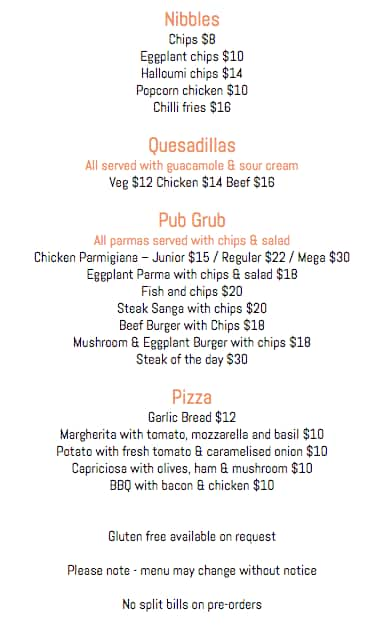 Nibbles
Chips $8
Eggplant chips $10
Halloumi chips $14
Popcorn chicken $10
Chilli fries $16
Quesadillas
All served with guacamole & sour cream
Veg $12 Chicken $14 Beef $16
Pub Grub
All parmas served with chips & salad
Chicken Parmigiana – Junior $15 / Regular $22 / Mega $30
Eggplant Parma with chips & salad $18
Fish and chips $20
Steak Sanga with chips $20
Beef Burger with Chips $18
Mushroom & Eggplant Burger with chips $18
Steak of the day $30
Pizza
Garlic Bread $12
Margherita with tomato, mozzarella and basil $10
Potato with fresh tomato & caramelised onion $10
Capriciosa with olives, ham & mushroom $10
BBQ with bacon & chicken $10
Gluten free available on request
Please note - menu may change without notice
No split bills on pre-orders